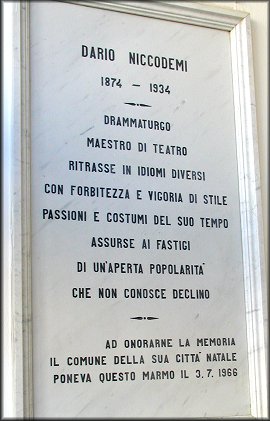 DARIO NICCODEMI
1874 - 1934
DRAMMATURGO
MAESTRO DI TEATRO
RITRASSE IN IDIOMI DIVERSI
CON FORBITEZZA E VIGORIA DI STILE
PASSIONI E COSTUMI DEL SUO TEMPO
ASSURSE AI FASTIGI
DI UN'APERTA POPOLARITA'
CHE NON CONOSCE DECLINO
AD ONORARNE LA MEMORIA
IL COMUNE DELLA SUA CITTA' NATALE
PONEVA QUESTO MARMO IL 3. 7. 1966